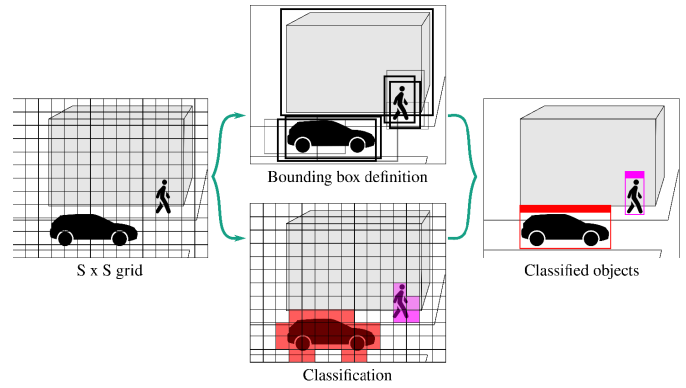 Bounding box definition
S x S grid
Classified objects
Classification